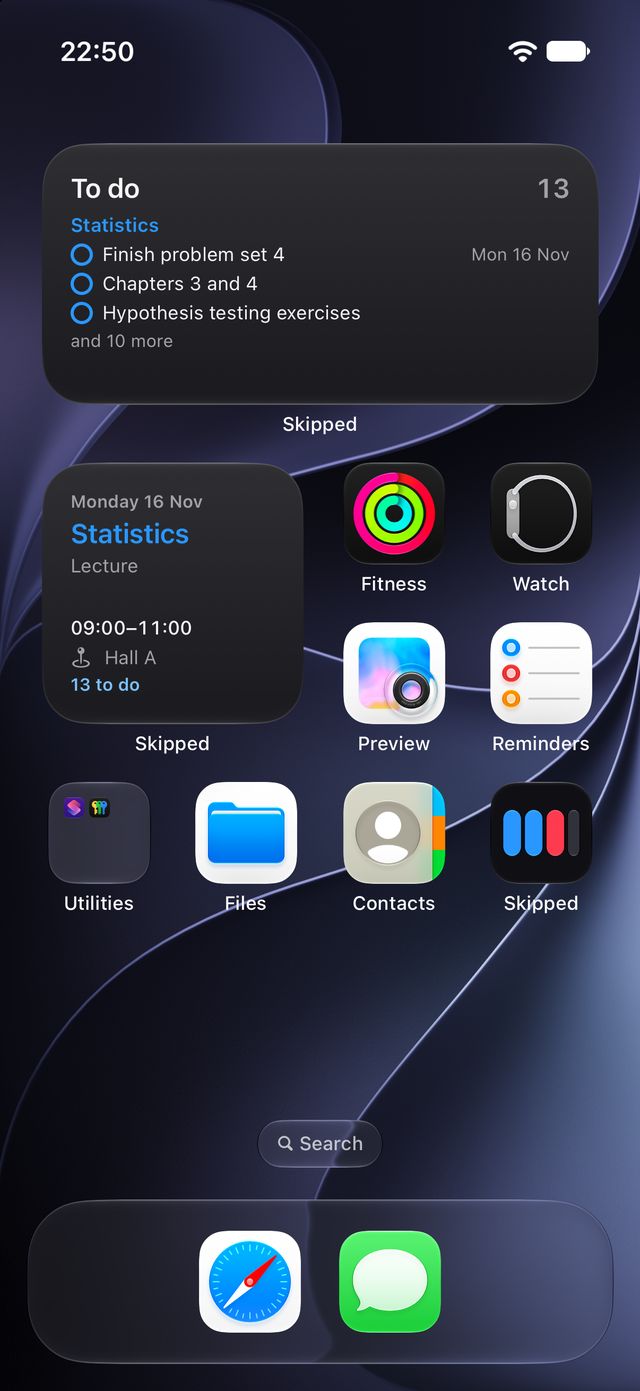 22:50
To do
13
Statistics
Finish problem set 4
Mon 16 Nov
Chapters 3 and 4
Hypothesis testing exercises
and 10 more
Skipped
Monday 16 Nov
Statistics
Lecture
09:00–11:00
Hall A
13 to do
Skipped
Fitness
Watch
Preview
Reminders
Utilities
Files
Contacts
Skipped
Search